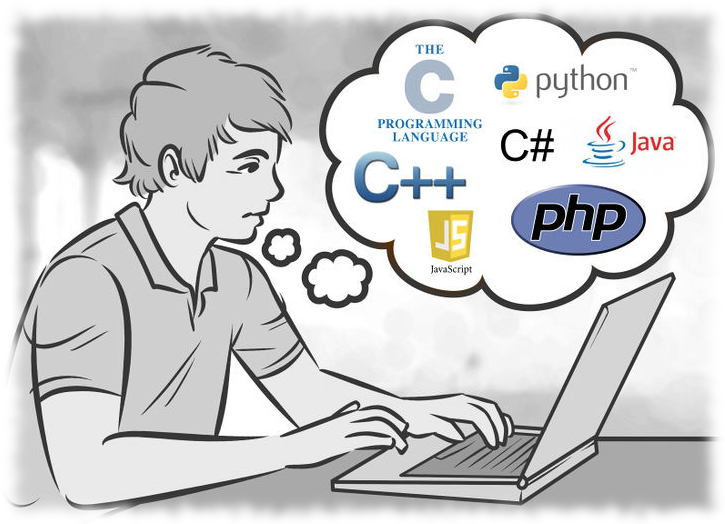 THE
C
PROGRAMMING
LANGUAGE
python™
C#
Java
C++
JS
JavaScript
php